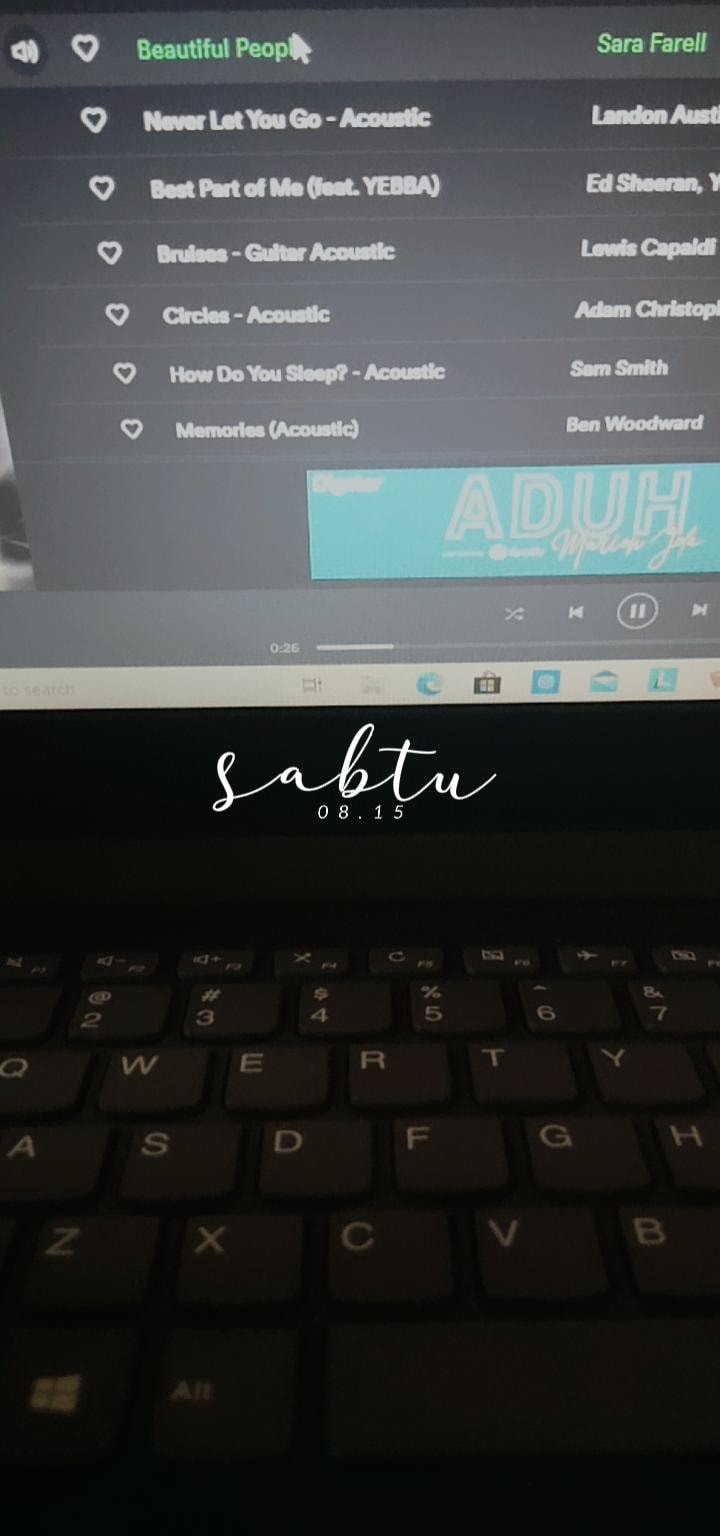 Beautiful Peopl
Sara Farell
Never Let You Go - Acoustic
Landon Austi
Best Part of Me (feat. YEBBA)
Ed Sheeran, Y
Bruises - Guitar Acoustic
Lewis Capaldi
Circles - Acoustic
Adam Christoph
How Do You Sleep? - Acoustic
Sam Smith
Memories (Acoustic)
Ben Woodward
ADUH
0:26
to search
sabtu
08.15
F1 F2 F3 F4 F5 F6 F7
@ # $ % ^ &
2 3 4 5 6 7
Q W E R T Y
A S D F G H
Z X C V B
Alt